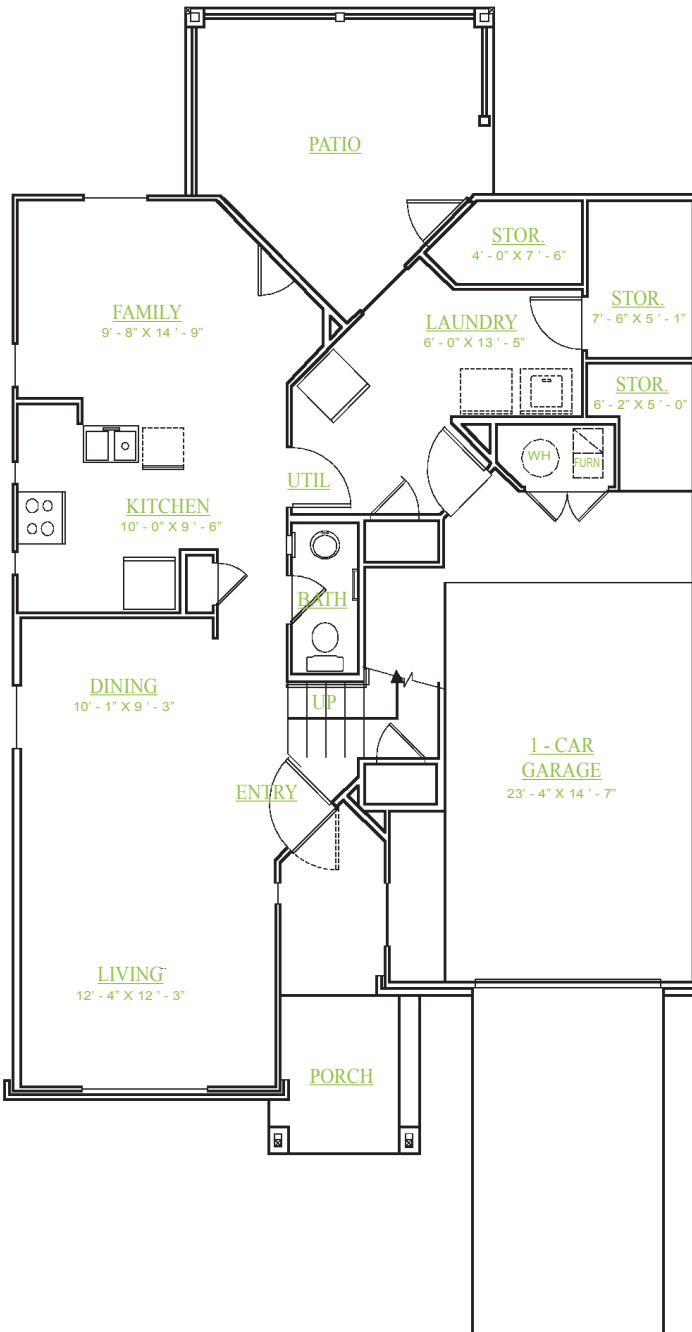 PATIO
STOR.
4' - 0” X 7 ' - 6”
FAMILY
9' - 8” X 14 ' - 9”
LAUNDRY
6' - 0” X 13 ' - 5”
STOR.
7' - 6” X 5 ' - 1”
STOR.
6' - 2” X 5 ' - 0”
WH
FURN
UTIL
KITCHEN
10' - 0” X 9 ' - 6”
BATH
DINING
10' - 1” X 9 ' - 3”
UP
1 - CAR
GARAGE
23' - 4” X 14 ' - 7”
ENTRY
LIVING
12' - 4” X 12 ' - 3”
PORCH